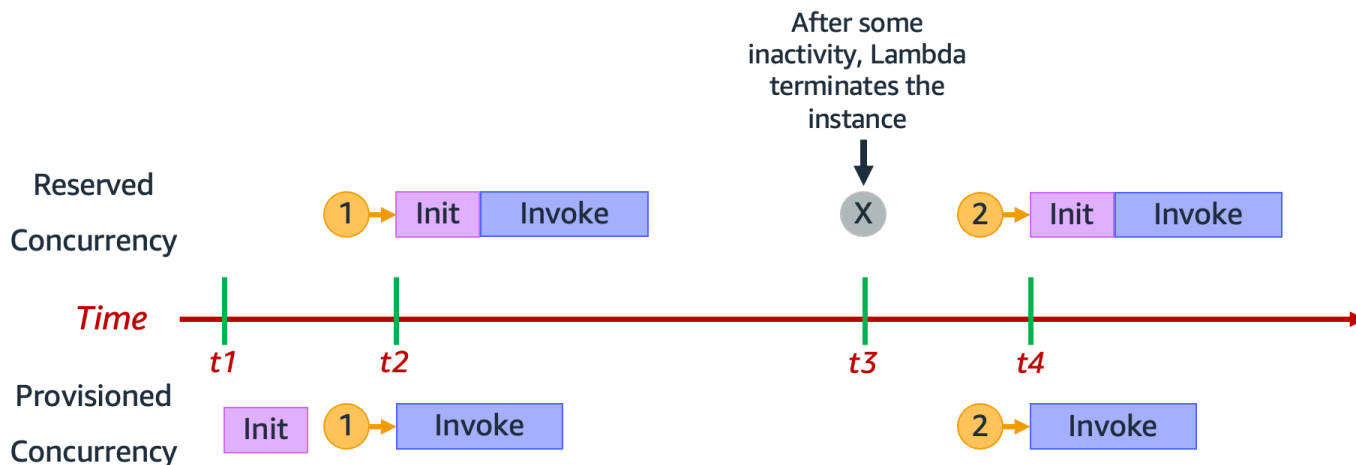 After some
inactivity, Lambda
terminates the
instance
Reserved
Concurrency
1
Init
Invoke
X
2
Init
Invoke
Time
t1
t2
t3
t4
Provisioned
Concurrency
Init
1
Invoke
2
Invoke